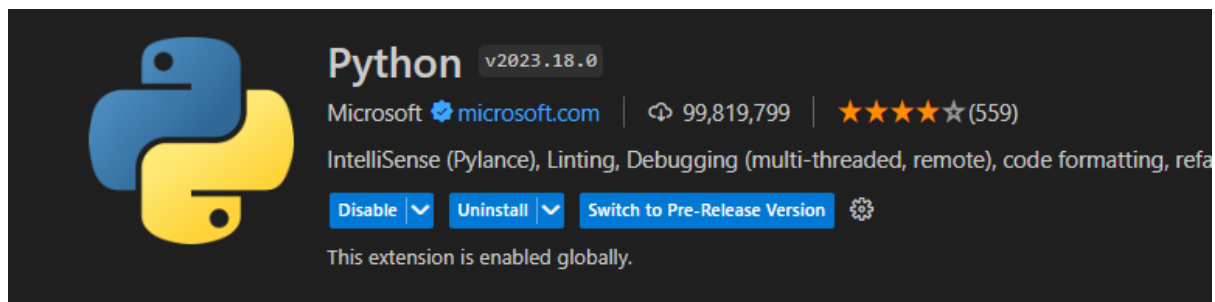 Python v2023.18.0
Microsoft microsoft.com 99,819,799 (559)
IntelliSense (Pylance), Linting, Debugging (multi-threaded, remote), code formatting, refa
Disable Uninstall Switch to Pre-Release Version
This extension is enabled globally.